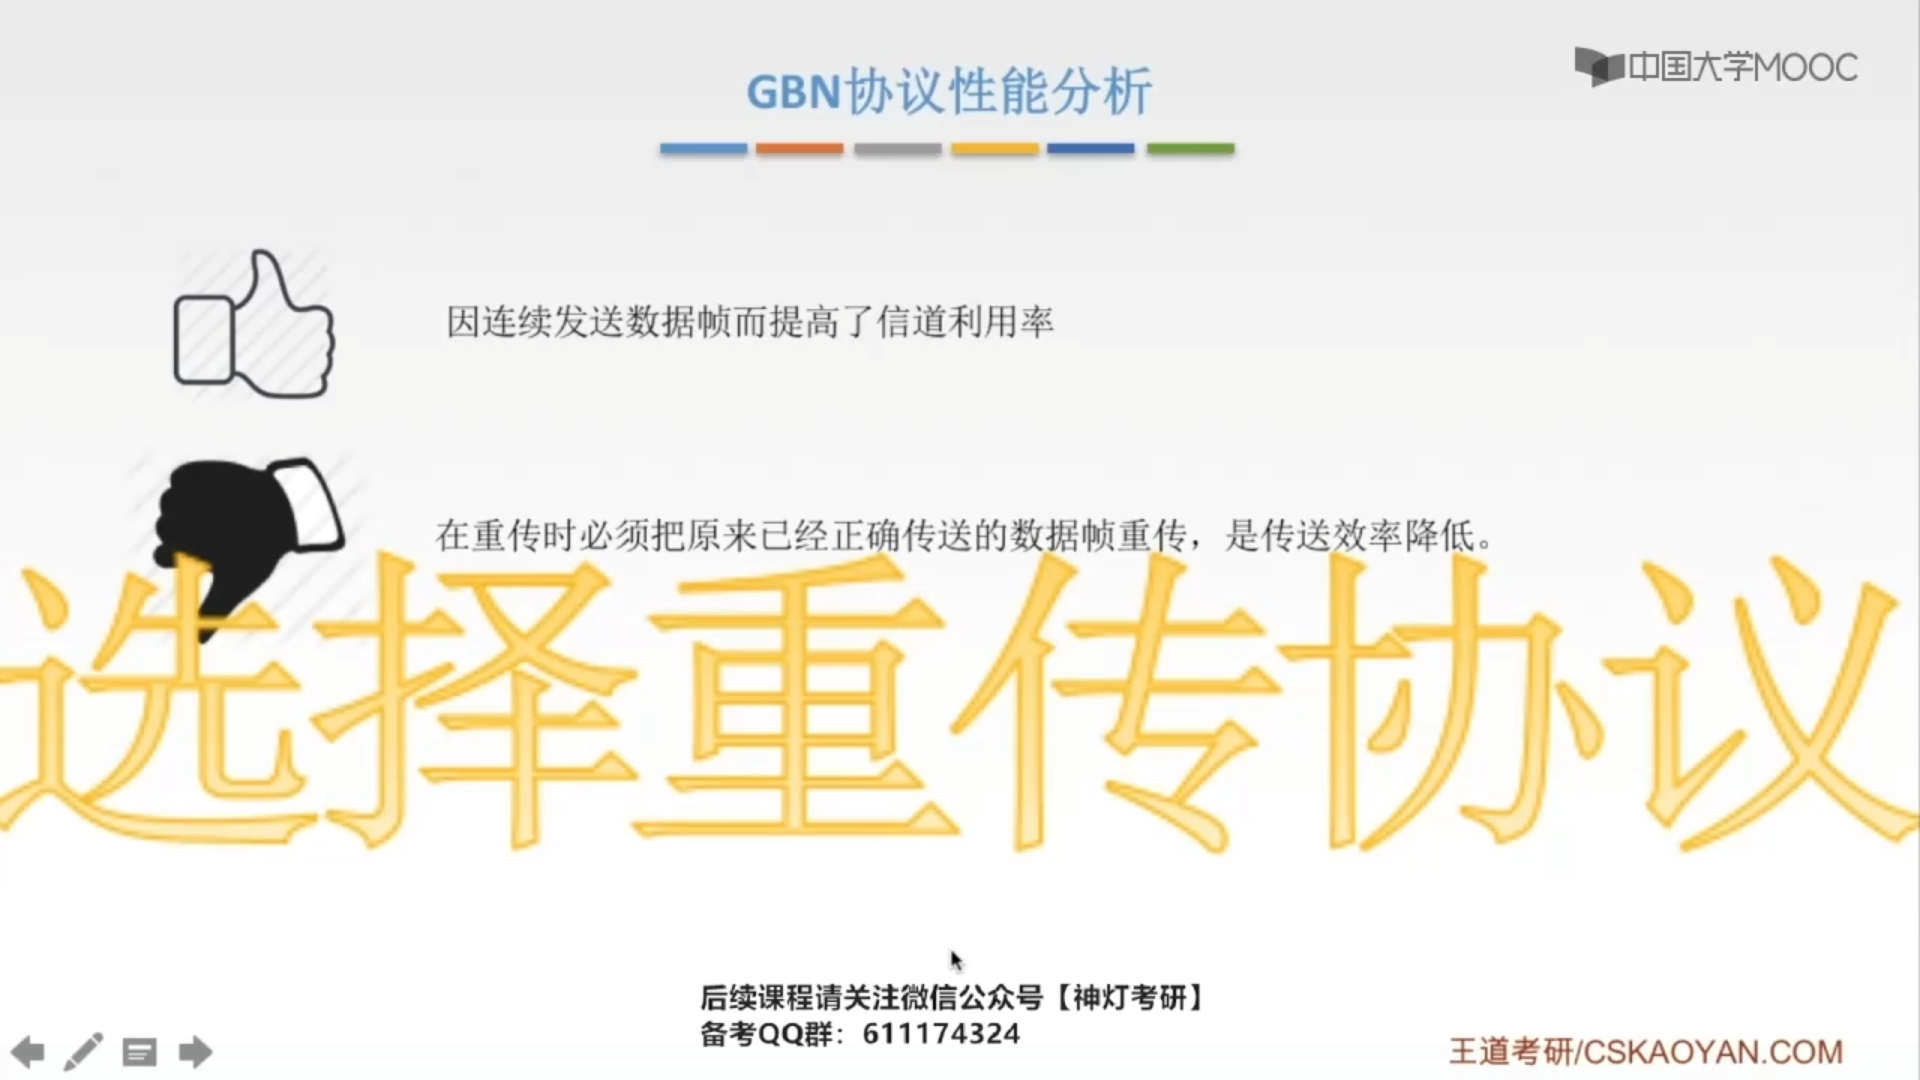 中国大学MOOC
GBN协议性能分析
因连续发送数据帧而提高了信道利用率
在重传时必须把原来已经正确传送的数据帧重传，是传送效率降低。
选择重传协议
后续课程请关注微信公众号【神灯考研】
备考QQ群：611174324
王道考研/CSKAOYAN.COM